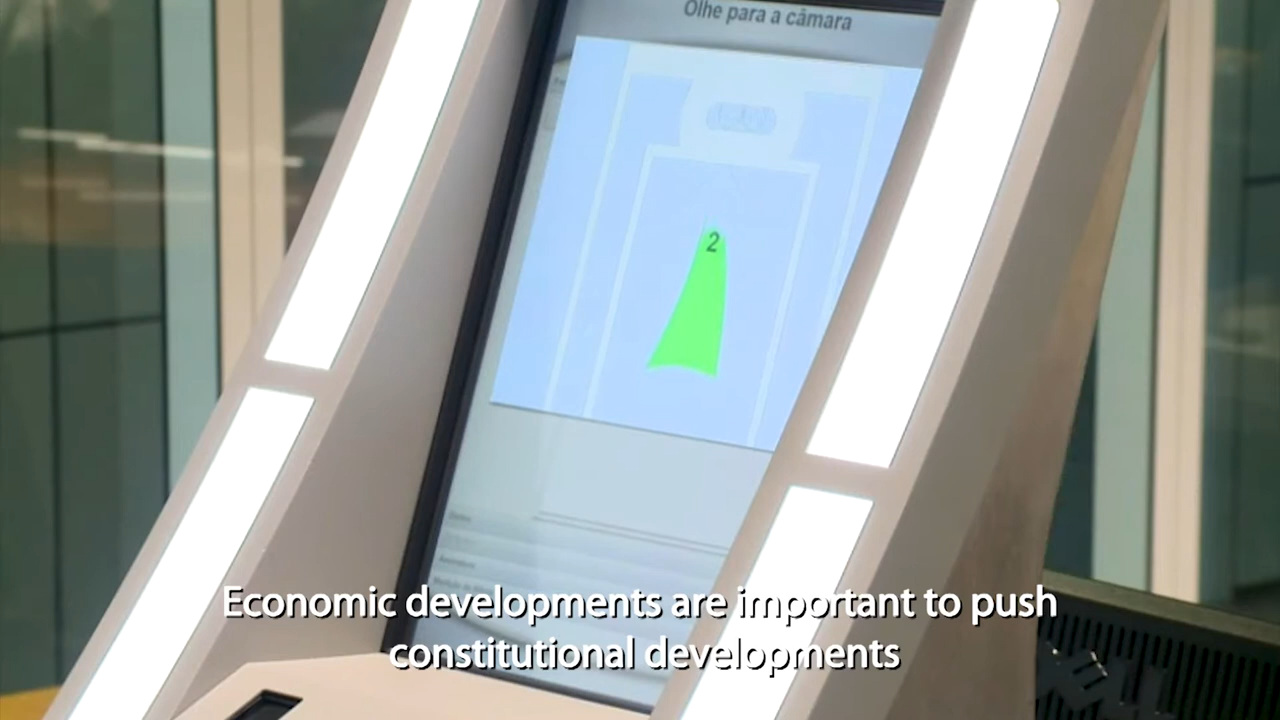 Olhe para a câmara
2
Economic developments are important to push
constitutional developments